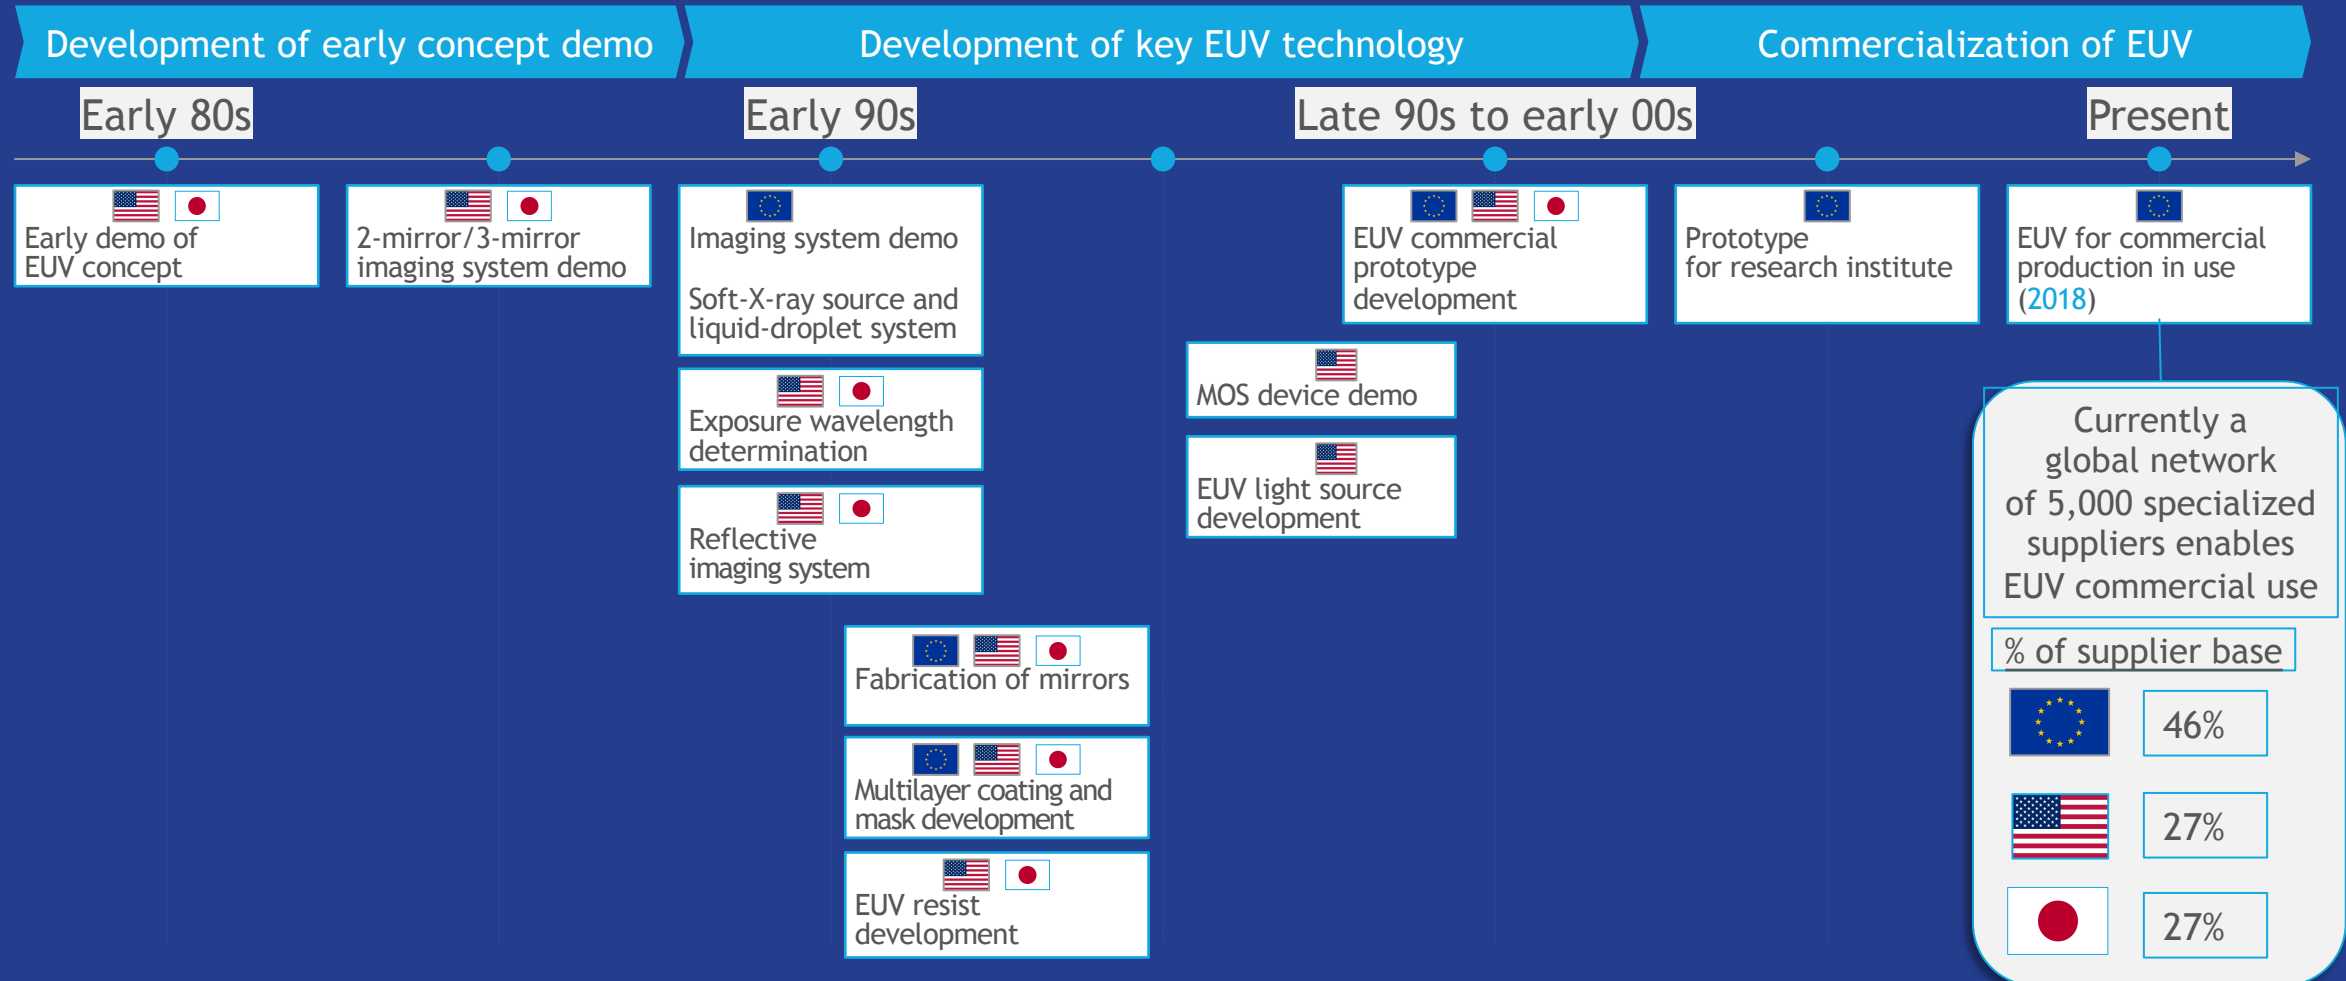 Development of early concept demo
Development of key EUV technology
Commercialization of EUV
Early 80s
Early 90s
Late 90s to early 00s
Present
Early demo of
EUV concept
2-mirror/3-mirror
imaging system demo
Imaging system demo
Soft-X-ray source and
liquid-droplet system
Exposure wavelength
determination
Reflective
imaging system
Fabrication of mirrors
Multilayer coating and
mask development
EUV resist
development
EUV commercial
prototype
development
MOS device demo
EUV light source
development
Prototype
for research institute
EUV for commercial
production in use
(2018)
Currently a
global network
of 5,000 specialized
suppliers enables
EUV commercial use
% of supplier base
46%
27%
27%